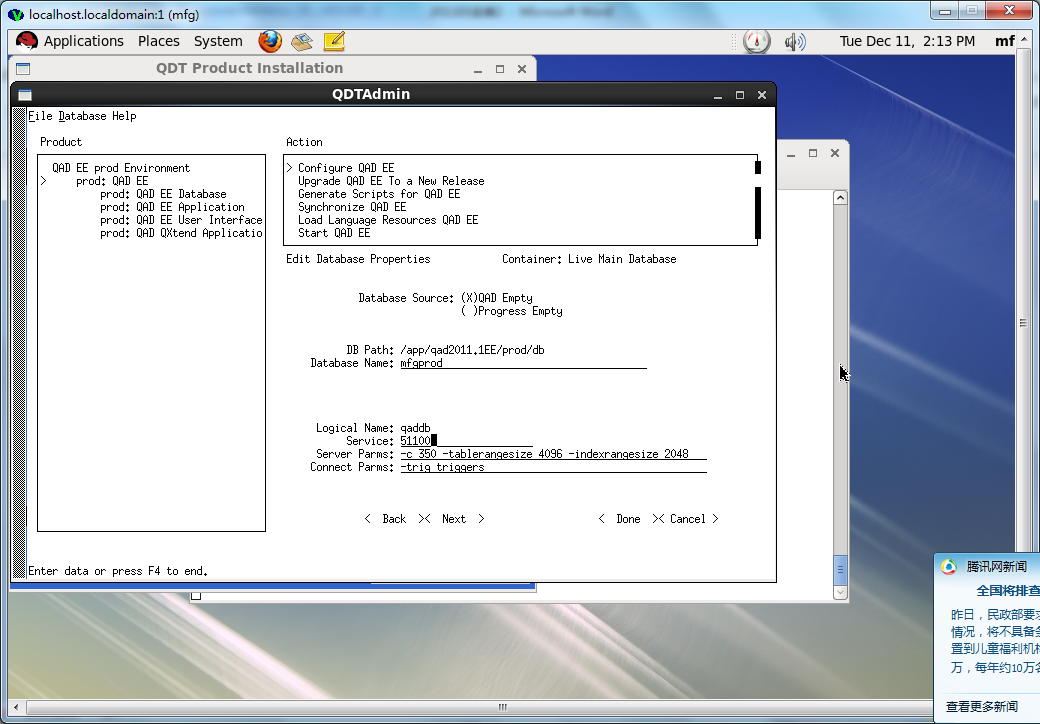 localhost.localdomain:1 (mfg)
Applications Places System Tue Dec 11, 2:13 PM mf
QDT Product Installation
QDTAdmin
File Database Help
Product Action
QAD EE prod Environment
> prod: QAD EE
prod: QAD EE Database
prod: QAD EE Application
prod: QAD EE User Interface
prod: QAD QXtend Applicatio
> Configure QAD EE
Upgrade QAD EE To a New Release
Generate Scripts for QAD EE
Synchronize QAD EE
Load Language Resources QAD EE
Start QAD EE
Edit Database Properties Container: Live Main Database
Database Source: (X)QAD Empty
( )Progress Empty
DB Path: /app/qad2011.1EE/prod/db
Database Name: mfgprod
Logical Name: qaddb
Service: 51100
Server Parms: -c 350 -tablerangesize 4096 -indexrangesize 2048
Connect Parms: -trig triggers
< Back >< Next > < Done >< Cancel >
Enter data or press F4 to end.
腾讯网新闻
全国将排查
昨日，民政部要求
情况，将不具备
置到儿童福利机构
万，每年约10万名
查看更多新闻